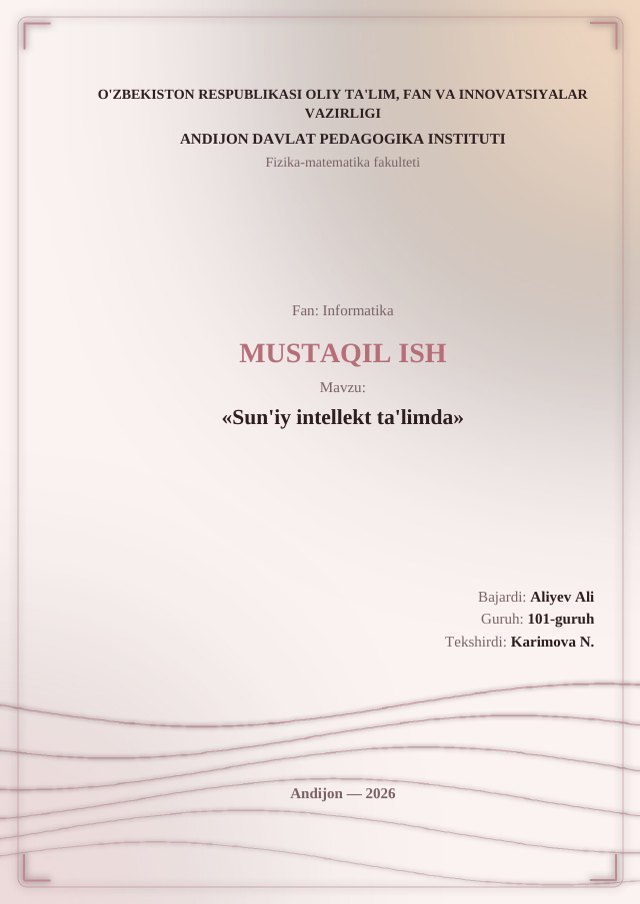 O'ZBEKISTON RESPUBLIKASI OLIY TA'LIM, FAN VA INNOVATSIYALAR
VAZIRLIGI
ANDIJON DAVLAT PEDAGOGIKA INSTITUTI
Fizika-matematika fakulteti
Fan: Informatika
MUSTAQIL ISH
Mavzu:
«Sun'iy intellekt ta'limda»
Bajardi: Aliyev Ali
Guruh: 101-guruh
Tekshirdi: Karimova N.
Andijon — 2026